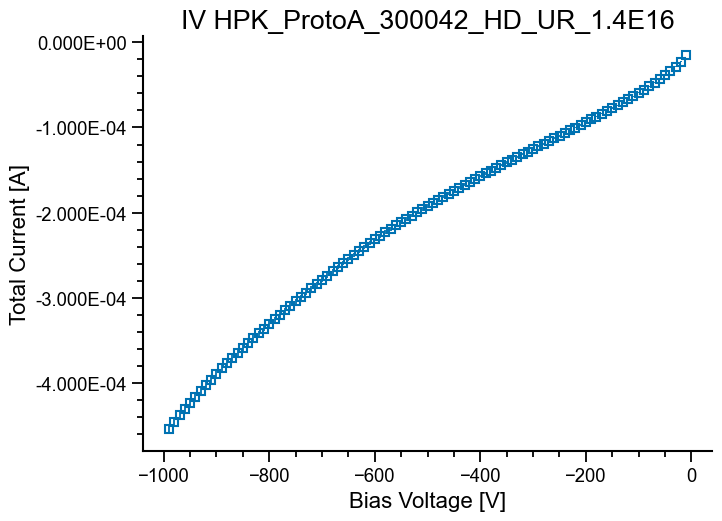 IV HPK_ProtoA_300042_HD_UR_1.4E16
0.000E+00
-1.000E-04
-2.000E-04
-3.000E-04
-4.000E-04
Total Current [A]
−1000 −800 −600 −400 −200 0
Bias Voltage [V]